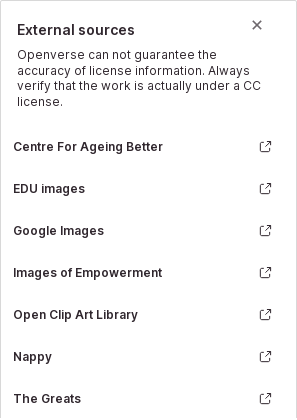 External sources
Openverse can not guarantee the
accuracy of license information. Always
verify that the work is actually under a CC
license.
Centre For Ageing Better
EDU images
Google Images
Images of Empowerment
Open Clip Art Library
Nappy
The Greats